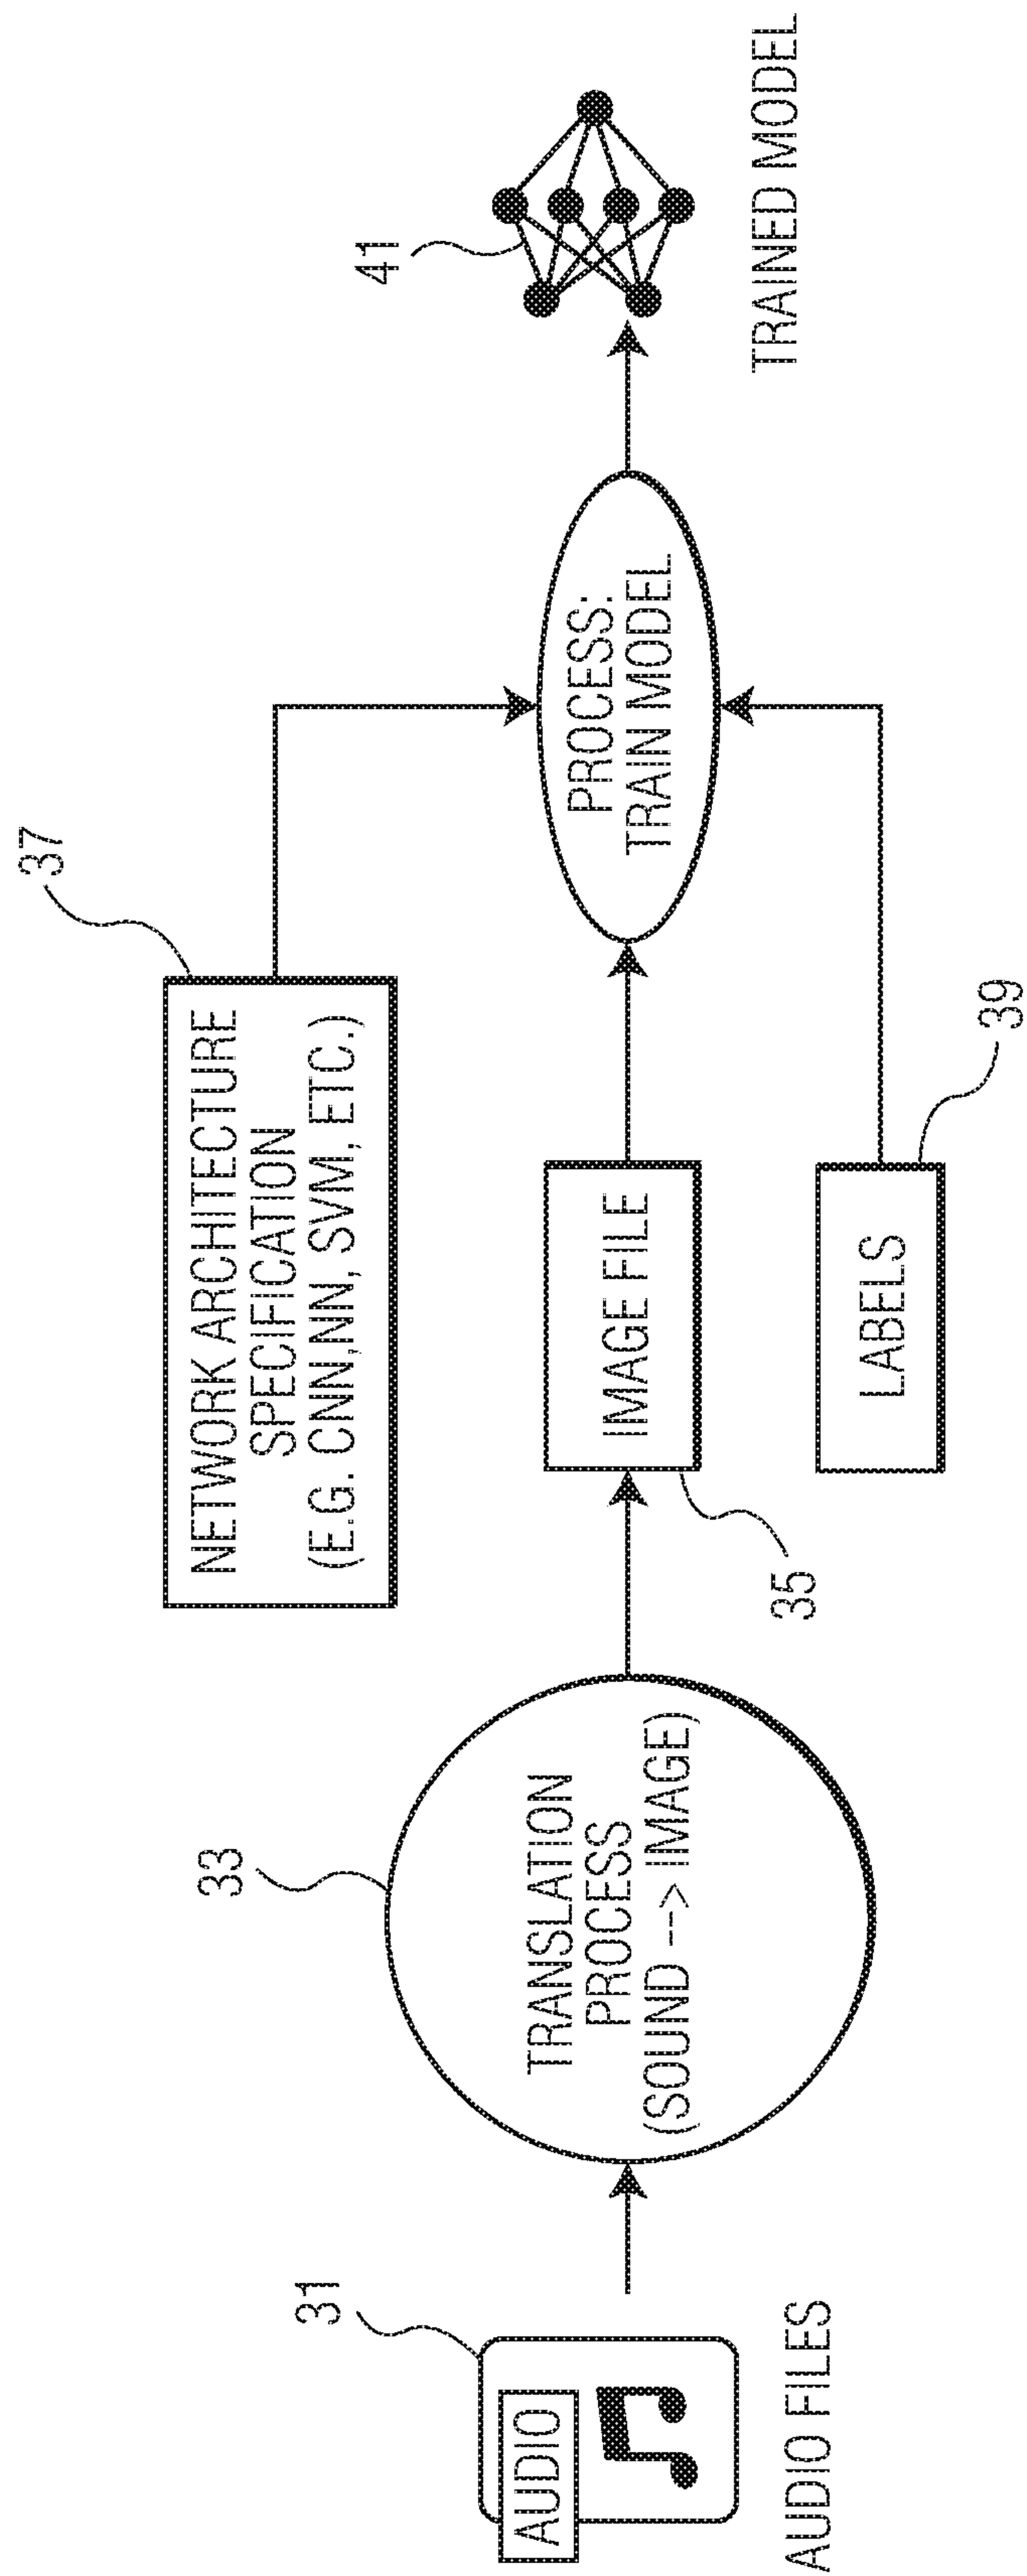 31
AUDIO
AUDIO FILES
33
TRANSLATION
PROCESS
(SOUND --> IMAGE)
37
NETWORK ARCHITECTURE
SPECIFICATION
(E.G. CNN,NN, SVM, ETC.)
IMAGE FILE
35
LABELS
39
PROCESS:
TRAIN MODEL
41
TRAINED MODEL